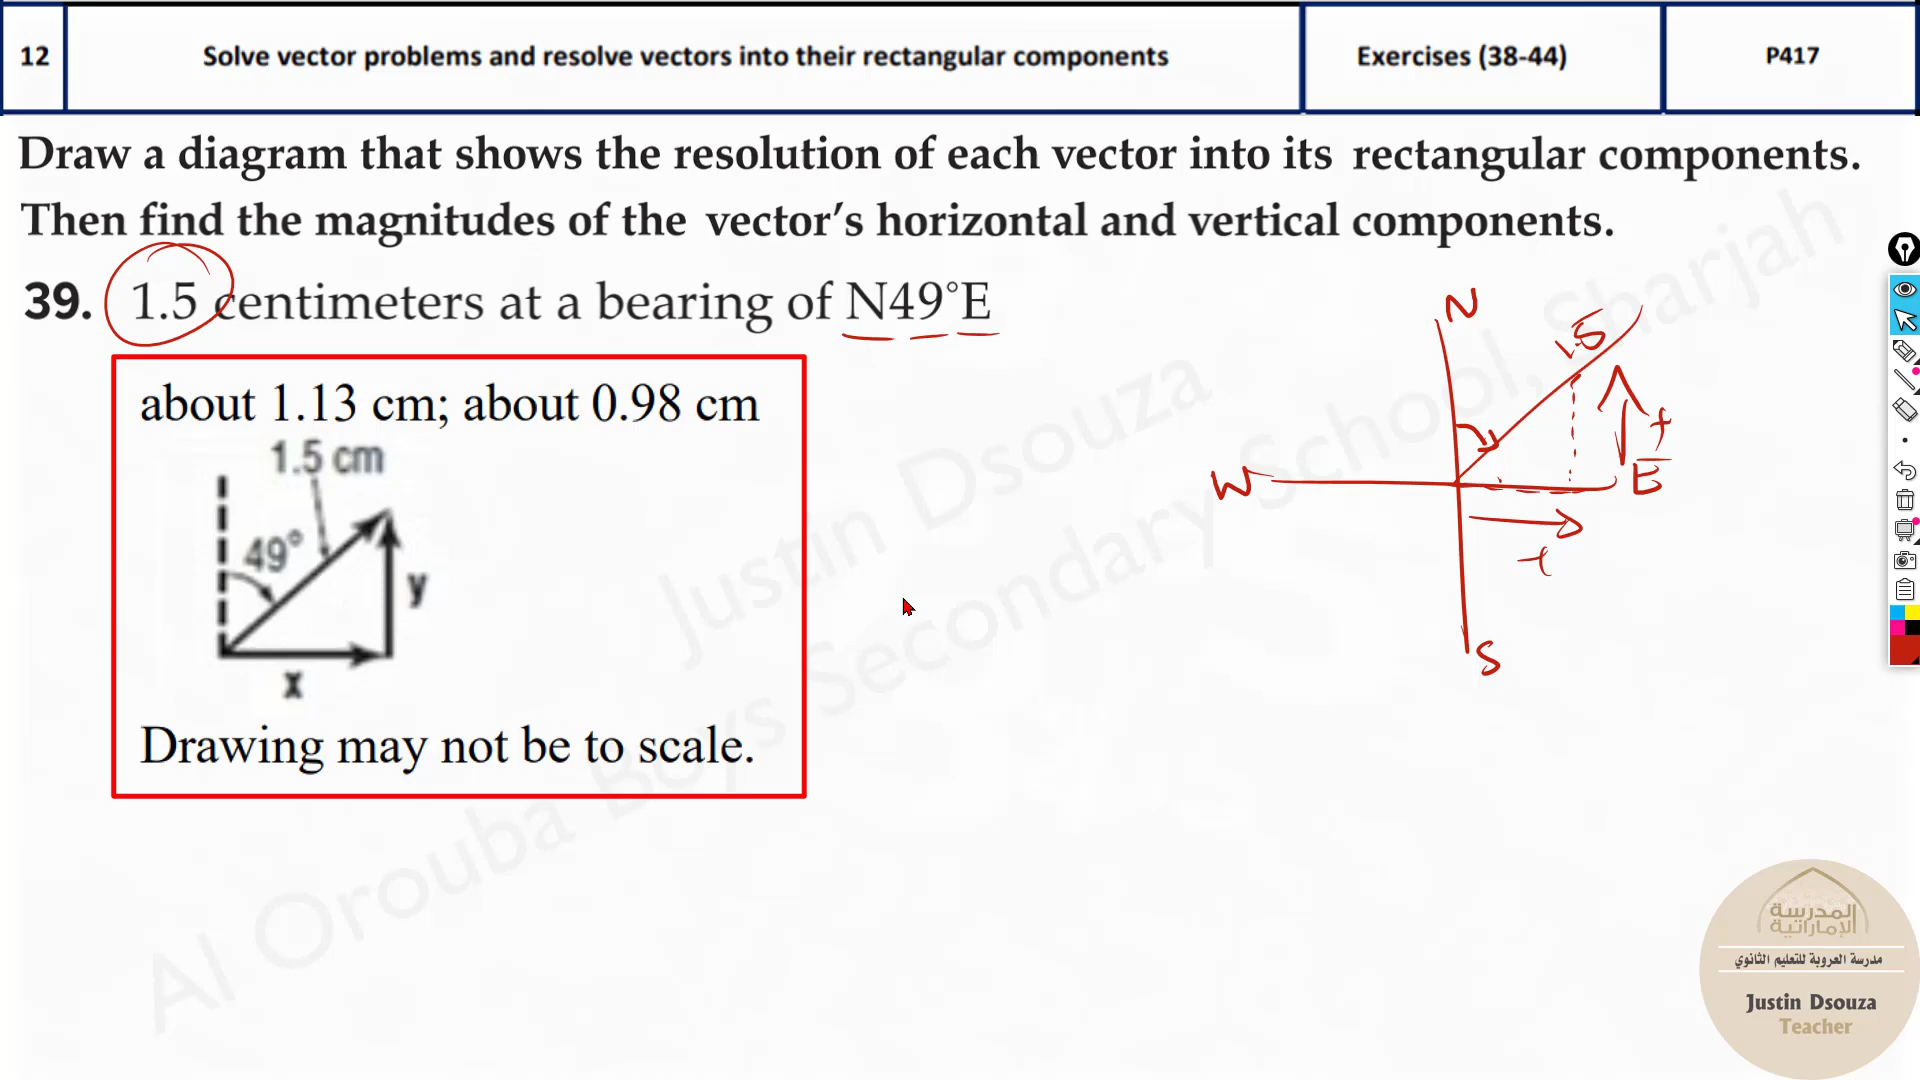 12
Solve vector problems and resolve vectors into their rectangular components
Exercises (38-44)
P417
Draw a diagram that shows the resolution of each vector into its rectangular components.
Then find the magnitudes of the vector’s horizontal and vertical components.
39. 1.5 centimeters at a bearing of N49°E
about 1.13 cm; about 0.98 cm
1.5 cm
49°
y
x
Drawing may not be to scale.
N
1.5
+
W
E
+
S
Justin Dsouza
Al Orouba Boys Secondary School, Sharjah
المدرسة
الإماراتية
مدرسة العروبة للتعليم الثانوي
Justin Dsouza
Teacher